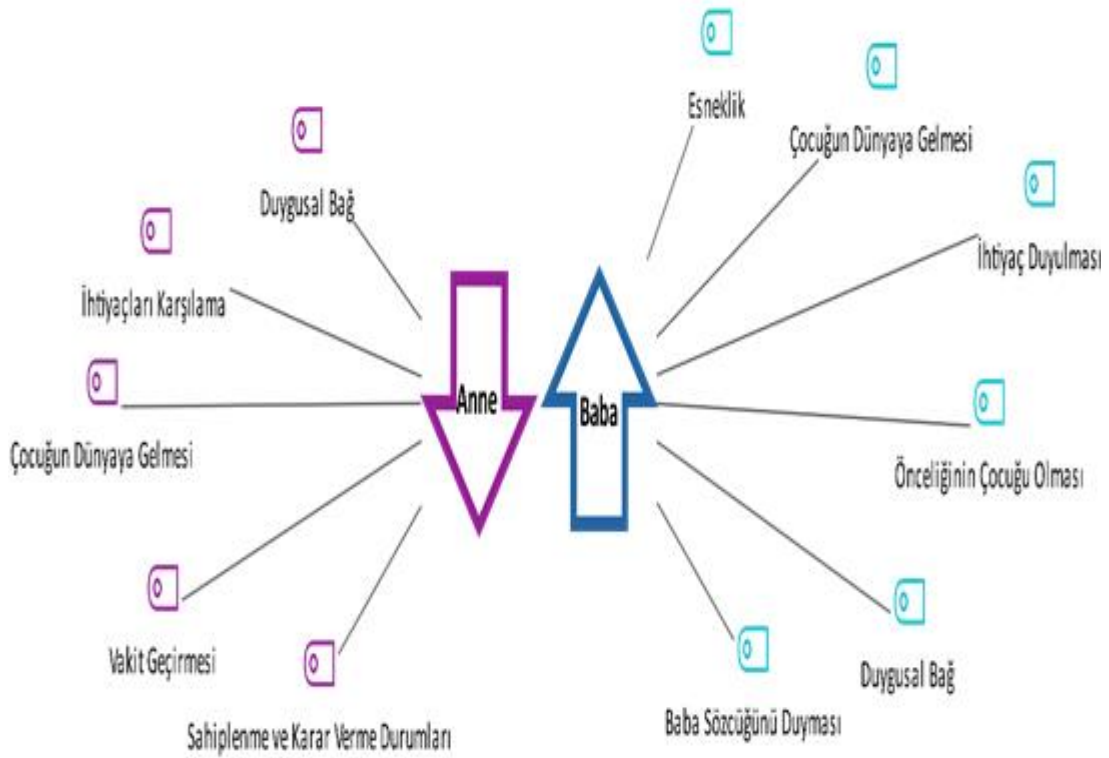 Esneklik
Çocuğun Dünyaya Gelmesi
Duygusal Bağ
İhtiyaç Duyulması
İhtiyaçları Karşılama
Anne
Baba
Çocuğun Dünyaya Gelmesi
Önceliğinin Çocuğu Olması
Vakit Geçirmesi
Duygusal Bağ
Sahiplenme ve Karar Verme Durumları
Baba Sözcüğünü Duyması